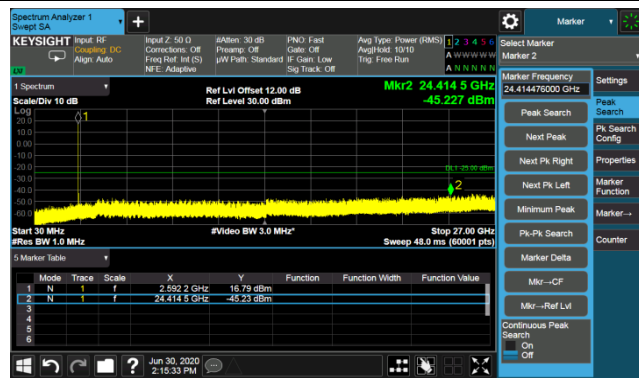 Spectrum Analyzer 1
Swept SA
Marker
KEYSIGHT
Input: RF
Coupling: DC
Align: Auto
Input Z: 50 Ω
Corrections: Off
Freq Ref: Int (S)
NFE: Adaptive
#Atten: 30 dB
Preamp: Off
µW Path: Standard
PNO: Fast
Gate: Off
IF Gain: Low
Sig Track: Off
Avg Type: Power (RMS)
Avg|Hold: 10/10
Trig: Free Run
1 2 3 4 5 6
A W W W W W
A N N N N N
Select Marker
Marker 2
LXI
1 Spectrum
Scale/Div 10 dB
Ref Lvl Offset 12.00 dB
Ref Level 30.00 dBm
Mkr2 24.414 5 GHz
-45.227 dBm
20.0
10.0
0.00
-10.0
-20.0
-30.0
-40.0
-50.0
-60.0
1
DL1 -25.00 dBm
2
Start 30 MHz
#Res BW 1.0 MHz
#Video BW 3.0 MHz*
Stop 27.00 GHz
Sweep 48.0 ms (60001 pts)
5 Marker Table
Mode Trace Scale X Y Function Function Width Function Value
1 N 1 f 2.592 2 GHz 16.79 dBm
2 N 1 f 24.414 5 GHz -45.23 dBm
3
4
5
6
Marker Frequency
24.414476000 GHz
Peak Search
Next Peak
Next Pk Right
Next Pk Left
Minimum Peak
Pk-Pk Search
Marker Delta
Mkr→CF
Mkr→Ref Lvl
Continuous Peak
Search
On
Off
Settings
Peak
Search
Pk Search
Config
Properties
Marker
Function
Marker→
Counter
?
Jun 30, 2020
2:15:33 PM